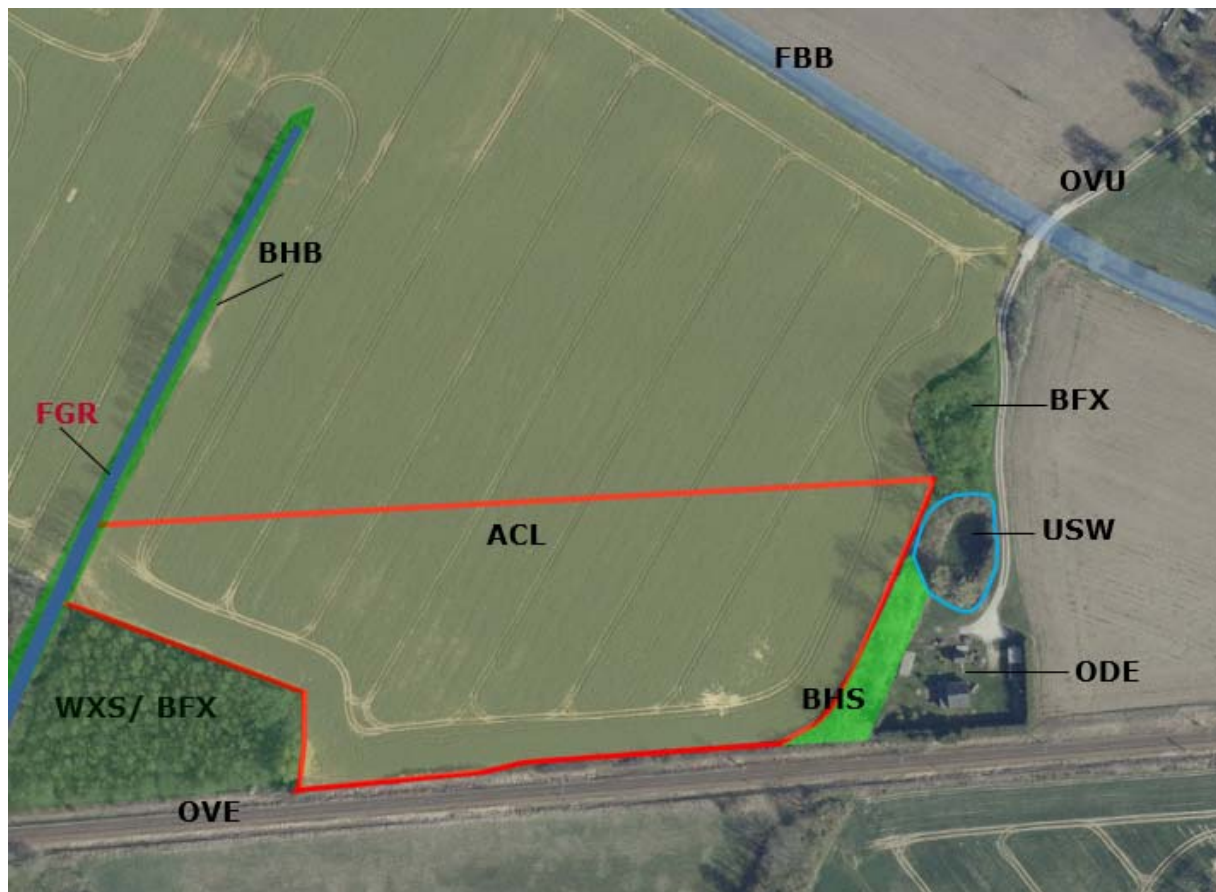 FBB
OVU
BHB
BFX
FGR
ACL
USW
ODE
WXS/ BFX
BHS
OVE